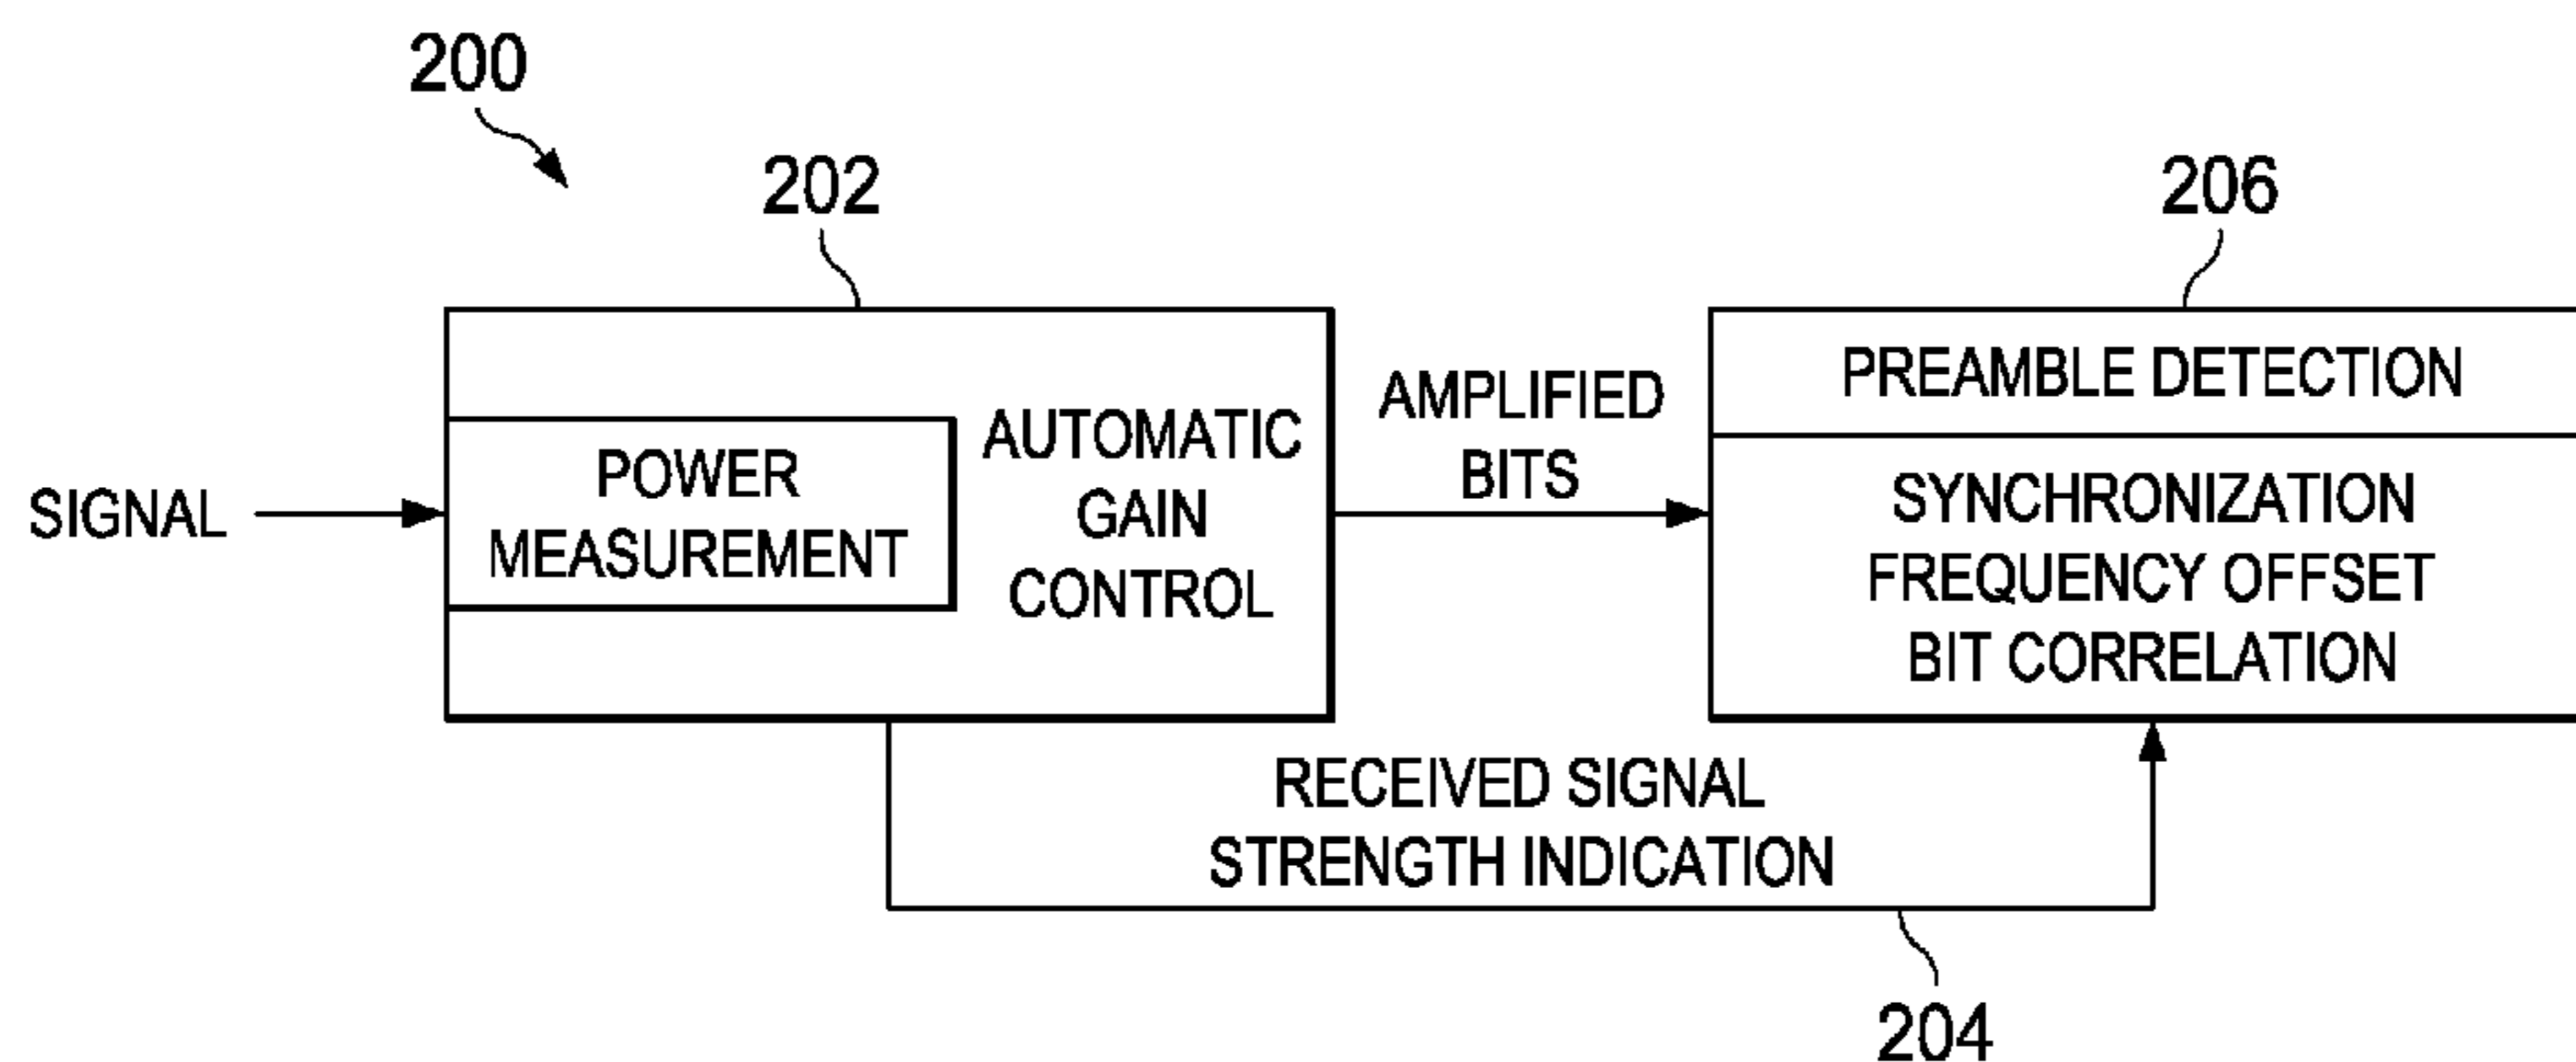 200
202
206
SIGNAL
POWER
MEASUREMENT
AUTOMATIC
GAIN
CONTROL
AMPLIFIED
BITS
PREAMBLE DETECTION
SYNCHRONIZATION
FREQUENCY OFFSET
BIT CORRELATION
RECEIVED SIGNAL
STRENGTH INDICATION
204